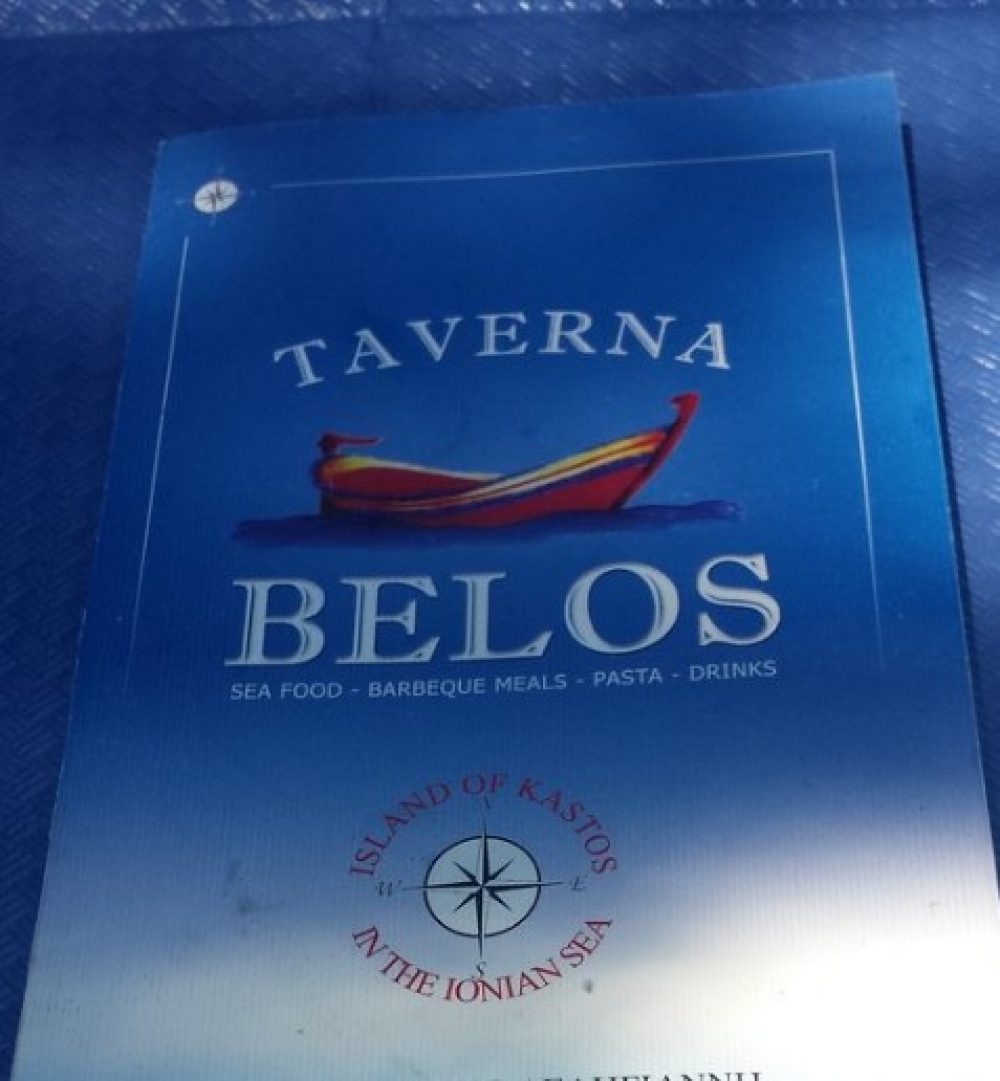 TAVERNA
BELOS
SEA FOOD - BARBEQUE MEALS - PASTA - DRINKS
ISLAND OF KASTOS
W E
S
IN THE IONIAN SEA